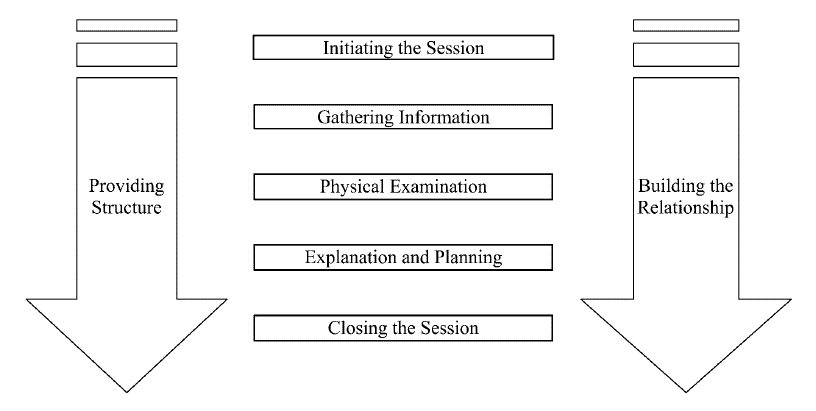 Initiating the Session
Gathering Information
Physical Examination
Explanation and Planning
Closing the Session
Providing
Structure
Building the
Relationship